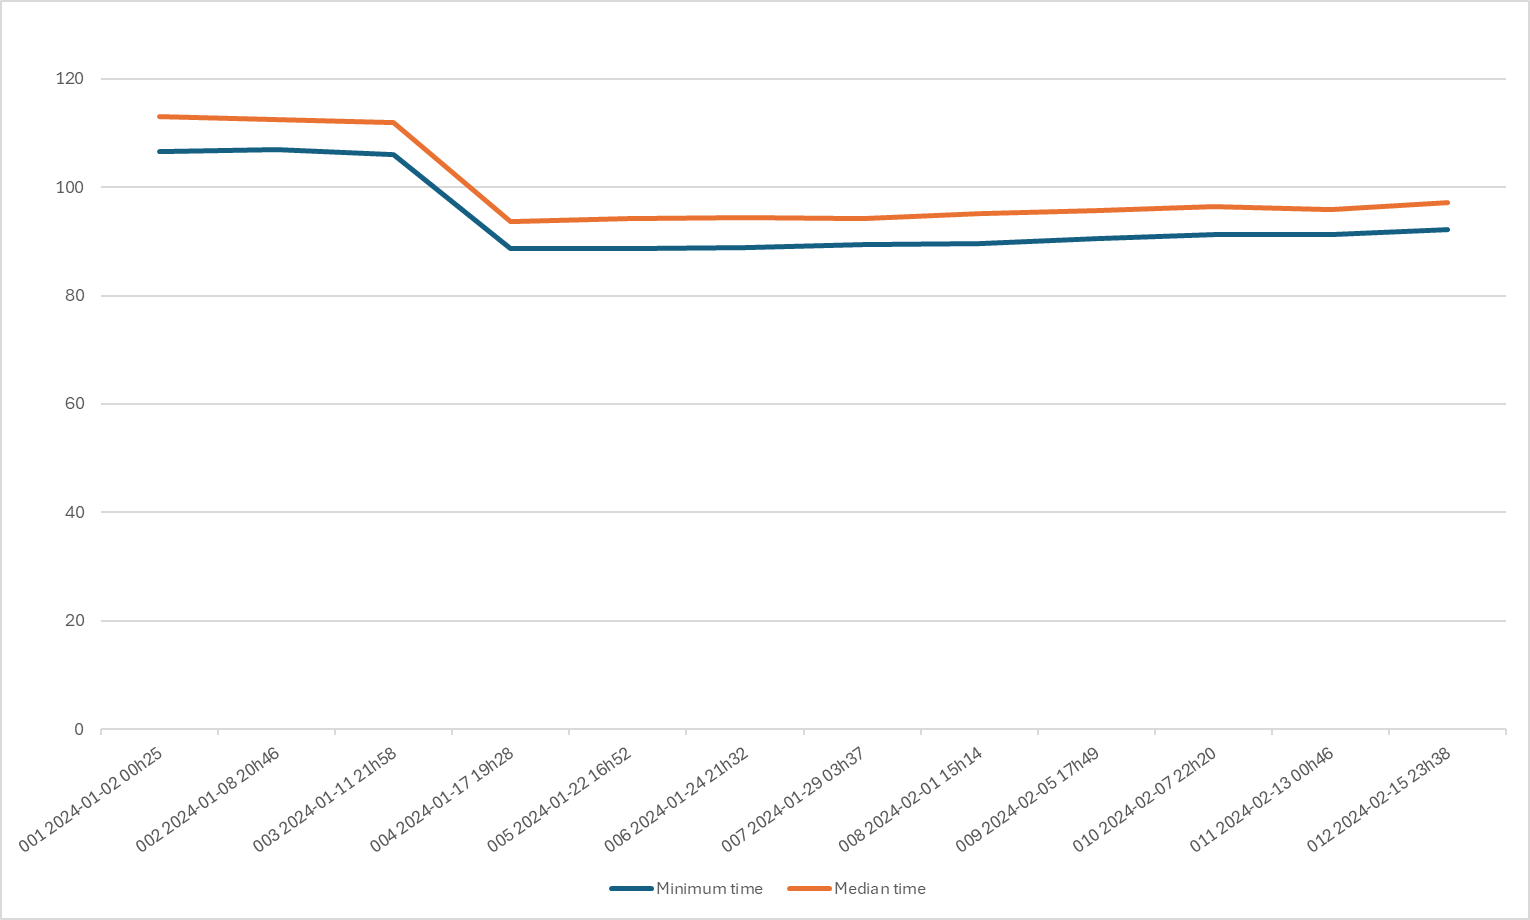 120
100
80
60
40
20
0
001 2024-01-02 00h25
002 2024-01-08 20h46
003 2024-01-11 21h58
004 2024-01-17 19h28
005 2024-01-22 16h52
006 2024-01-24 21h32
007 2024-01-29 03h37
008 2024-02-01 15h14
009 2024-02-05 17h49
010 2024-02-07 22h20
011 2024-02-13 00h46
012 2024-02-15 23h38
Minimum time
Median time